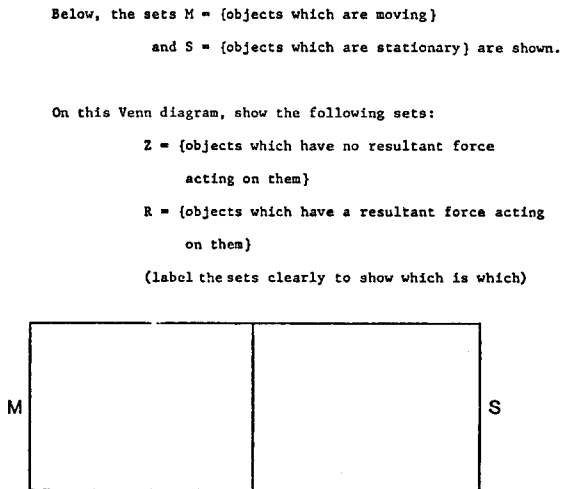 Below, the sets M = {objects which are moving}
and S = {objects which are stationary} are shown.
On this Venn diagram, show the following sets:
Z = {objects which have no resultant force
acting on them}
R = {objects which have a resultant force acting
on them}
(label the sets clearly to show which is which)
M
S